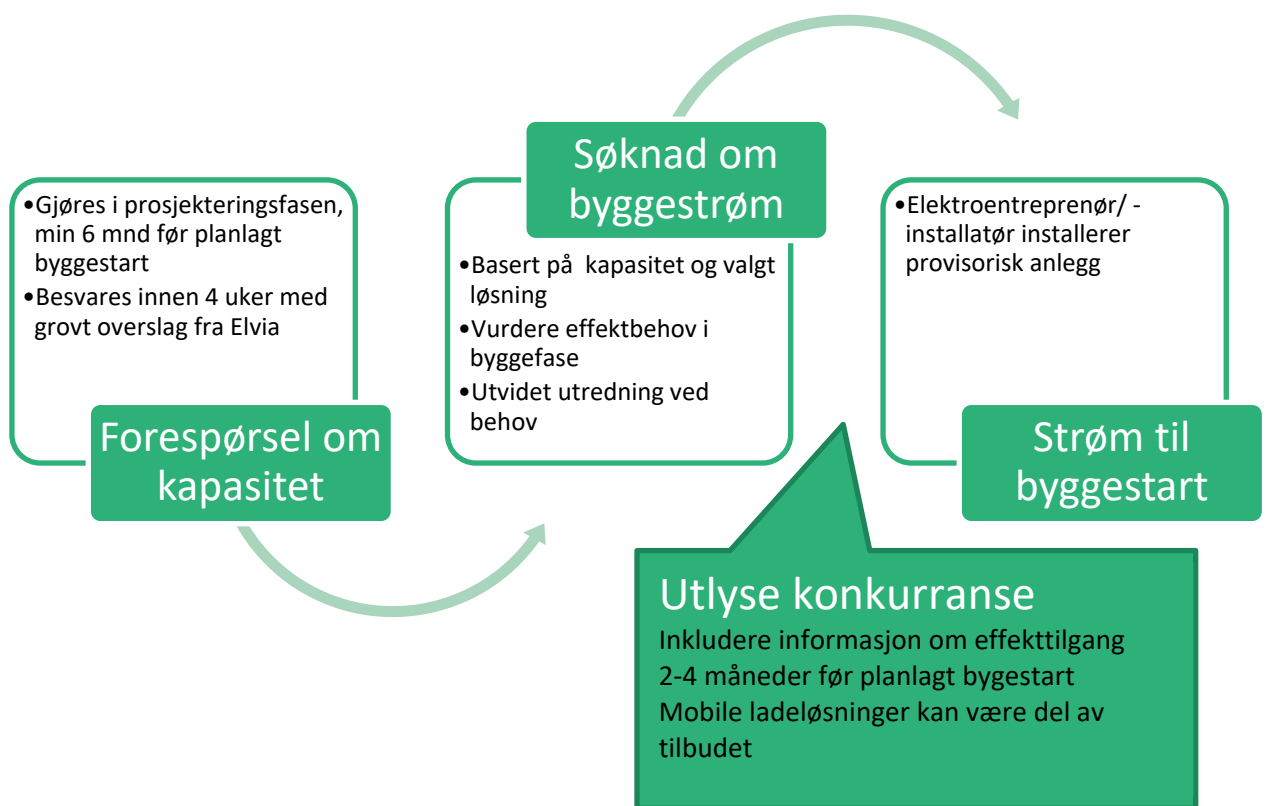 •Gjøres i prosjekteringsfasen,
min 6 mnd før planlagt
byggestart
•Besvares innen 4 uker med
grovt overslag fra Elvia
Forespørsel om
kapasitet
Søknad om
byggestrøm
•Basert på kapasitet og valgt
løsning
•Vurdere effektbehov i
byggefase
•Utvidet utredning ved
behov
Utlyse konkurranse
Inkludere informasjon om effekttilgang
2-4 måneder før planlagt bygestart
Mobile ladeløsninger kan være del av
tilbudet
•Elektroentreprenør/ -
installatør installerer
provisorisk anlegg
Strøm til
byggestart